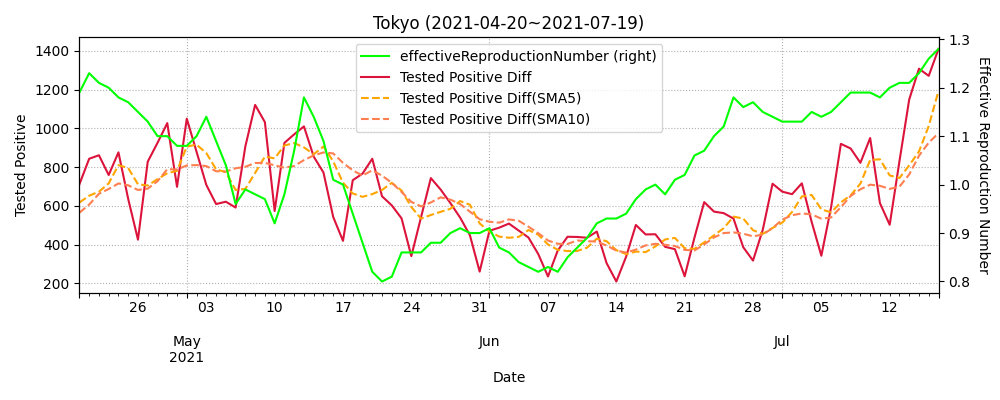 Tokyo (2021-04-20~2021-07-19)
effectiveReproductionNumber (right)
Tested Positive Diff
Tested Positive Diff(SMA5)
Tested Positive Diff(SMA10)
Tested Positive
1400
1200
1000
800
600
400
200
Effective Reproduction Number
1.3
1.2
1.1
1.0
0.9
0.8
26 03 10 17 24 31 07 14 21 28 05 12
May Jun Jul
2021
Date